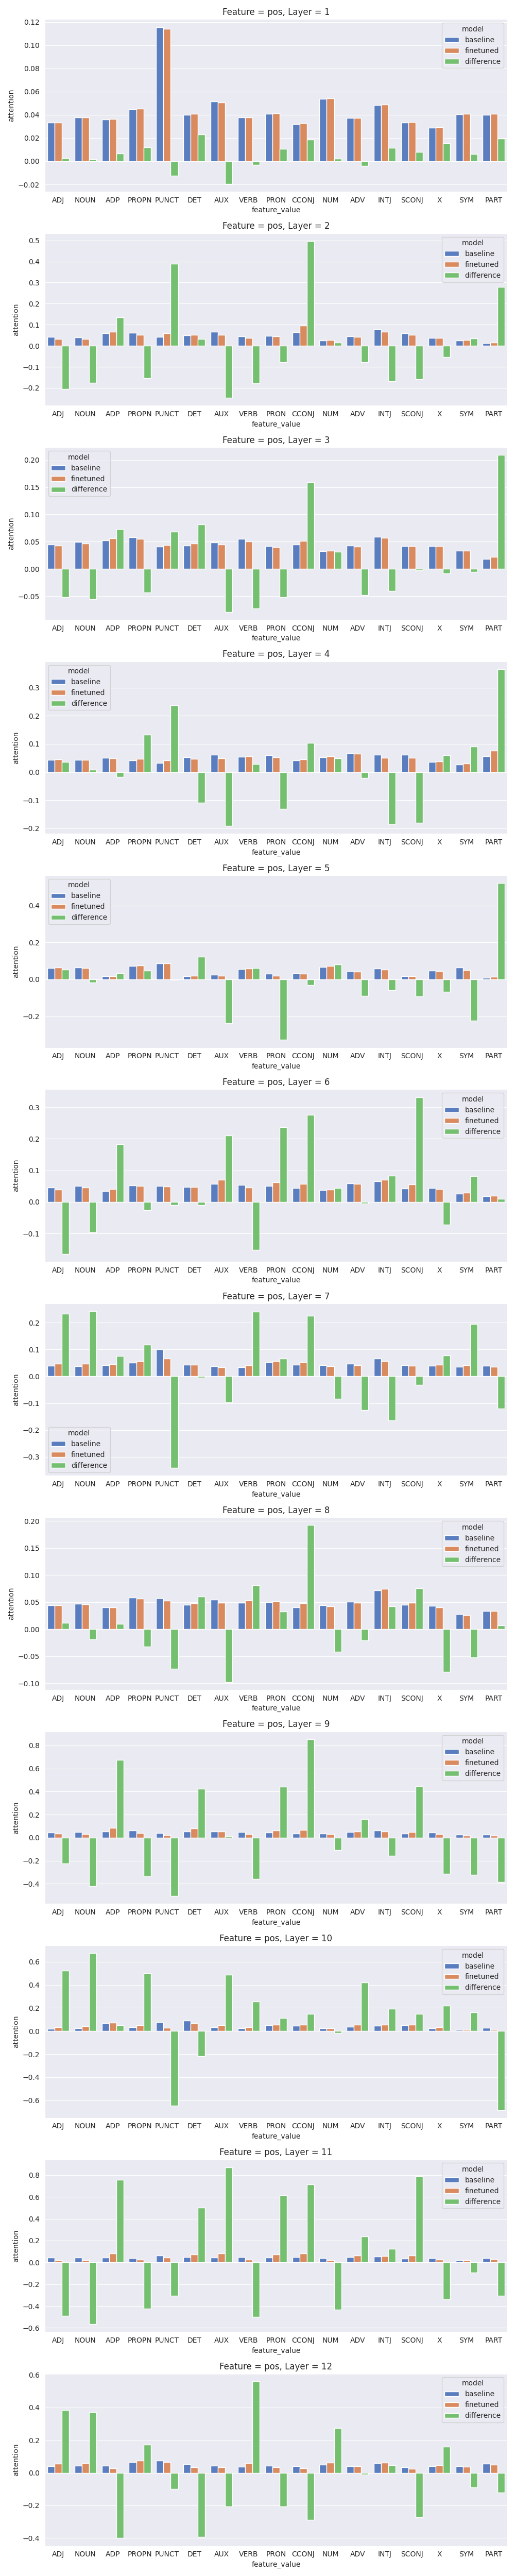 Feature = pos, Layer = 1
model
baseline
finetuned
difference
attention
0.12
0.10
0.08
0.06
0.04
0.02
0.00
−0.02
ADJ NOUN ADP PROPN PUNCT DET AUX VERB PRON CCONJ NUM ADV INTJ SCONJ X SYM PART
feature_value
Feature = pos, Layer = 2
model
baseline
finetuned
difference
attention
0.5
0.4
0.3
0.2
0.1
0.0
−0.1
−0.2
ADJ NOUN ADP PROPN PUNCT DET AUX VERB PRON CCONJ NUM ADV INTJ SCONJ X SYM PART
feature_value
Feature = pos, Layer = 3
model
baseline
finetuned
difference
attention
0.20
0.15
0.10
0.05
0.00
−0.05
ADJ NOUN ADP PROPN PUNCT DET AUX VERB PRON CCONJ NUM ADV INTJ SCONJ X SYM PART
feature_value
Feature = pos, Layer = 4
model
baseline
finetuned
difference
attention
0.3
0.2
0.1
0.0
−0.1
−0.2
ADJ NOUN ADP PROPN PUNCT DET AUX VERB PRON CCONJ NUM ADV INTJ SCONJ X SYM PART
feature_value
Feature = pos, Layer = 5
model
baseline
finetuned
difference
attention
0.4
0.2
0.0
−0.2
ADJ NOUN ADP PROPN PUNCT DET AUX VERB PRON CCONJ NUM ADV INTJ SCONJ X SYM PART
feature_value
Feature = pos, Layer = 6
model
baseline
finetuned
difference
attention
0.3
0.2
0.1
0.0
−0.1
ADJ NOUN ADP PROPN PUNCT DET AUX VERB PRON CCONJ NUM ADV INTJ SCONJ X SYM PART
feature_value
Feature = pos, Layer = 7
attention
0.2
0.1
0.0
−0.1
−0.2
−0.3
model
baseline
finetuned
difference
ADJ NOUN ADP PROPN PUNCT DET AUX VERB PRON CCONJ NUM ADV INTJ SCONJ X SYM PART
feature_value
Feature = pos, Layer = 8
model
baseline
finetuned
difference
attention
0.20
0.15
0.10
0.05
0.00
−0.05
−0.10
ADJ NOUN ADP PROPN PUNCT DET AUX VERB PRON CCONJ NUM ADV INTJ SCONJ X SYM PART
feature_value
Feature = pos, Layer = 9
model
baseline
finetuned
difference
attention
0.8
0.6
0.4
0.2
0.0
−0.2
−0.4
ADJ NOUN ADP PROPN PUNCT DET AUX VERB PRON CCONJ NUM ADV INTJ SCONJ X SYM PART
feature_value
Feature = pos, Layer = 10
model
baseline
finetuned
difference
attention
0.6
0.4
0.2
0.0
−0.2
−0.4
−0.6
ADJ NOUN ADP PROPN PUNCT DET AUX VERB PRON CCONJ NUM ADV INTJ SCONJ X SYM PART
feature_value
Feature = pos, Layer = 11
model
baseline
finetuned
difference
attention
0.8
0.6
0.4
0.2
0.0
−0.2
−0.4
−0.6
ADJ NOUN ADP PROPN PUNCT DET AUX VERB PRON CCONJ NUM ADV INTJ SCONJ X SYM PART
feature_value
Feature = pos, Layer = 12
model
baseline
finetuned
difference
attention
0.6
0.4
0.2
0.0
−0.2
−0.4
ADJ NOUN ADP PROPN PUNCT DET AUX VERB PRON CCONJ NUM ADV INTJ SCONJ X SYM PART
feature_value